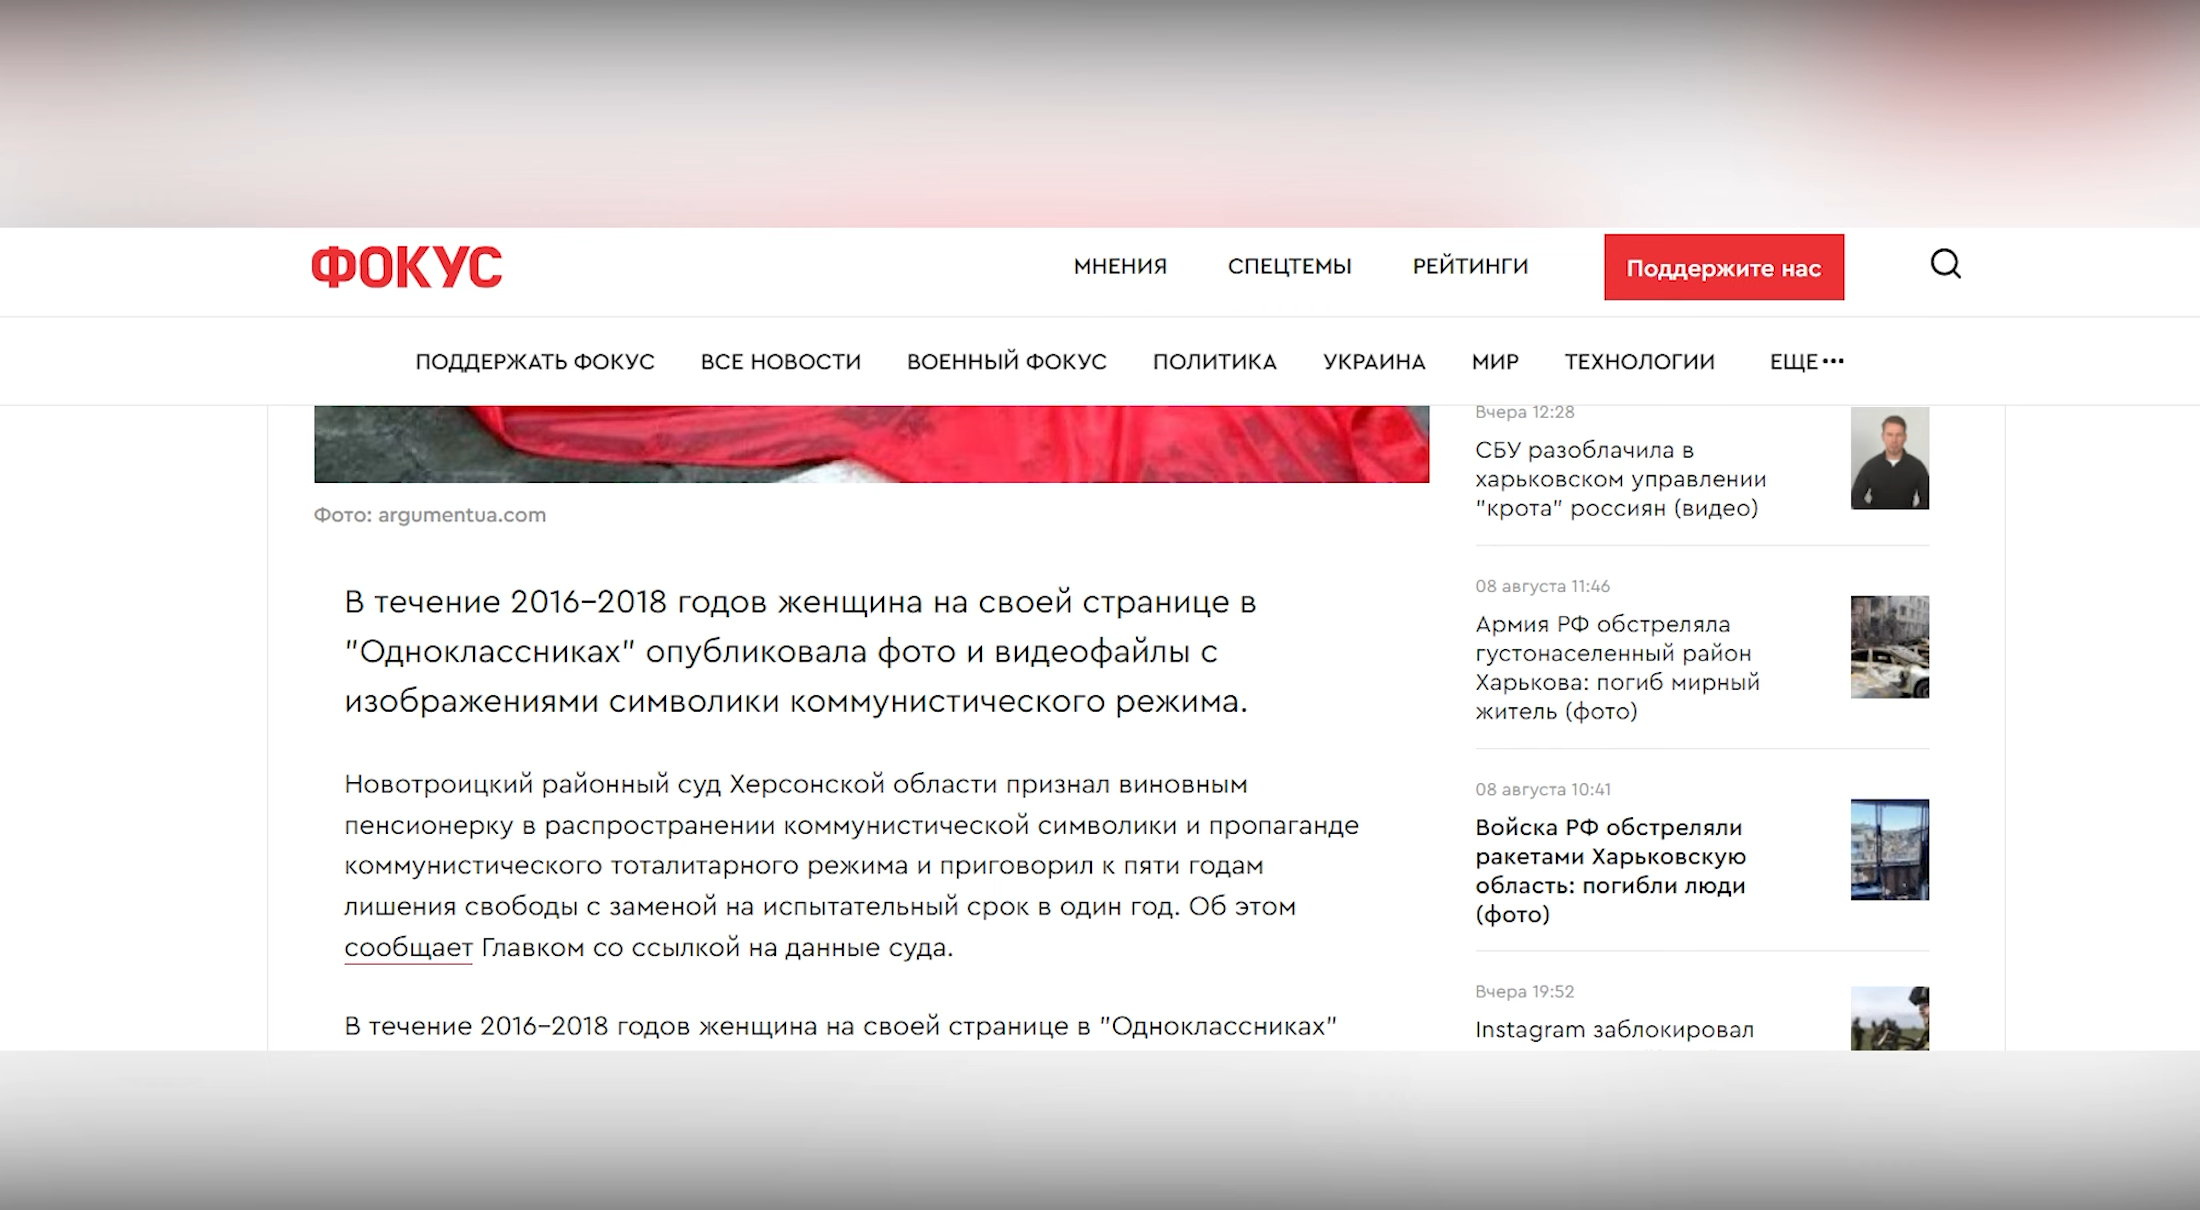 ФОКУС
МНЕНИЯ
СПЕЦТЕМЫ
РЕЙТИНГИ
Поддержите нас
ПОДДЕРЖАТЬ ФОКУС
ВСЕ НОВОСТИ
ВОЕННЫЙ ФОКУС
ПОЛИТИКА
УКРАИНА
МИР
ТЕХНОЛОГИИ
ЕЩЕ•••
Фото: argumentua.com
В течение 2016–2018 годов женщина на своей странице в
"Одноклассниках" опубликовала фото и видеофайлы с
изображениями символики коммунистического режима.
Новотроицкий районный суд Херсонской области признал виновным
пенсионерку в распространении коммунистической символики и пропаганде
коммунистического тоталитарного режима и приговорил к пяти годам
лишения свободы с заменой на испытательный срок в один год. Об этом
сообщает Главком со ссылкой на данные суда.
В течение 2016–2018 годов женщина на своей странице в "Одноклассниках"
Вчера 12:28
СБУ разоблачила в
харьковском управлении
"крота" россиян (видео)
08 августа 11:46
Армия РФ обстреляла
густонаселенный район
Харькова: погиб мирный
житель (фото)
08 августа 10:41
Войска РФ обстреляли
ракетами Харьковскую
область: погибли люди
(фото)
Вчера 19:52
Instagram заблокировал